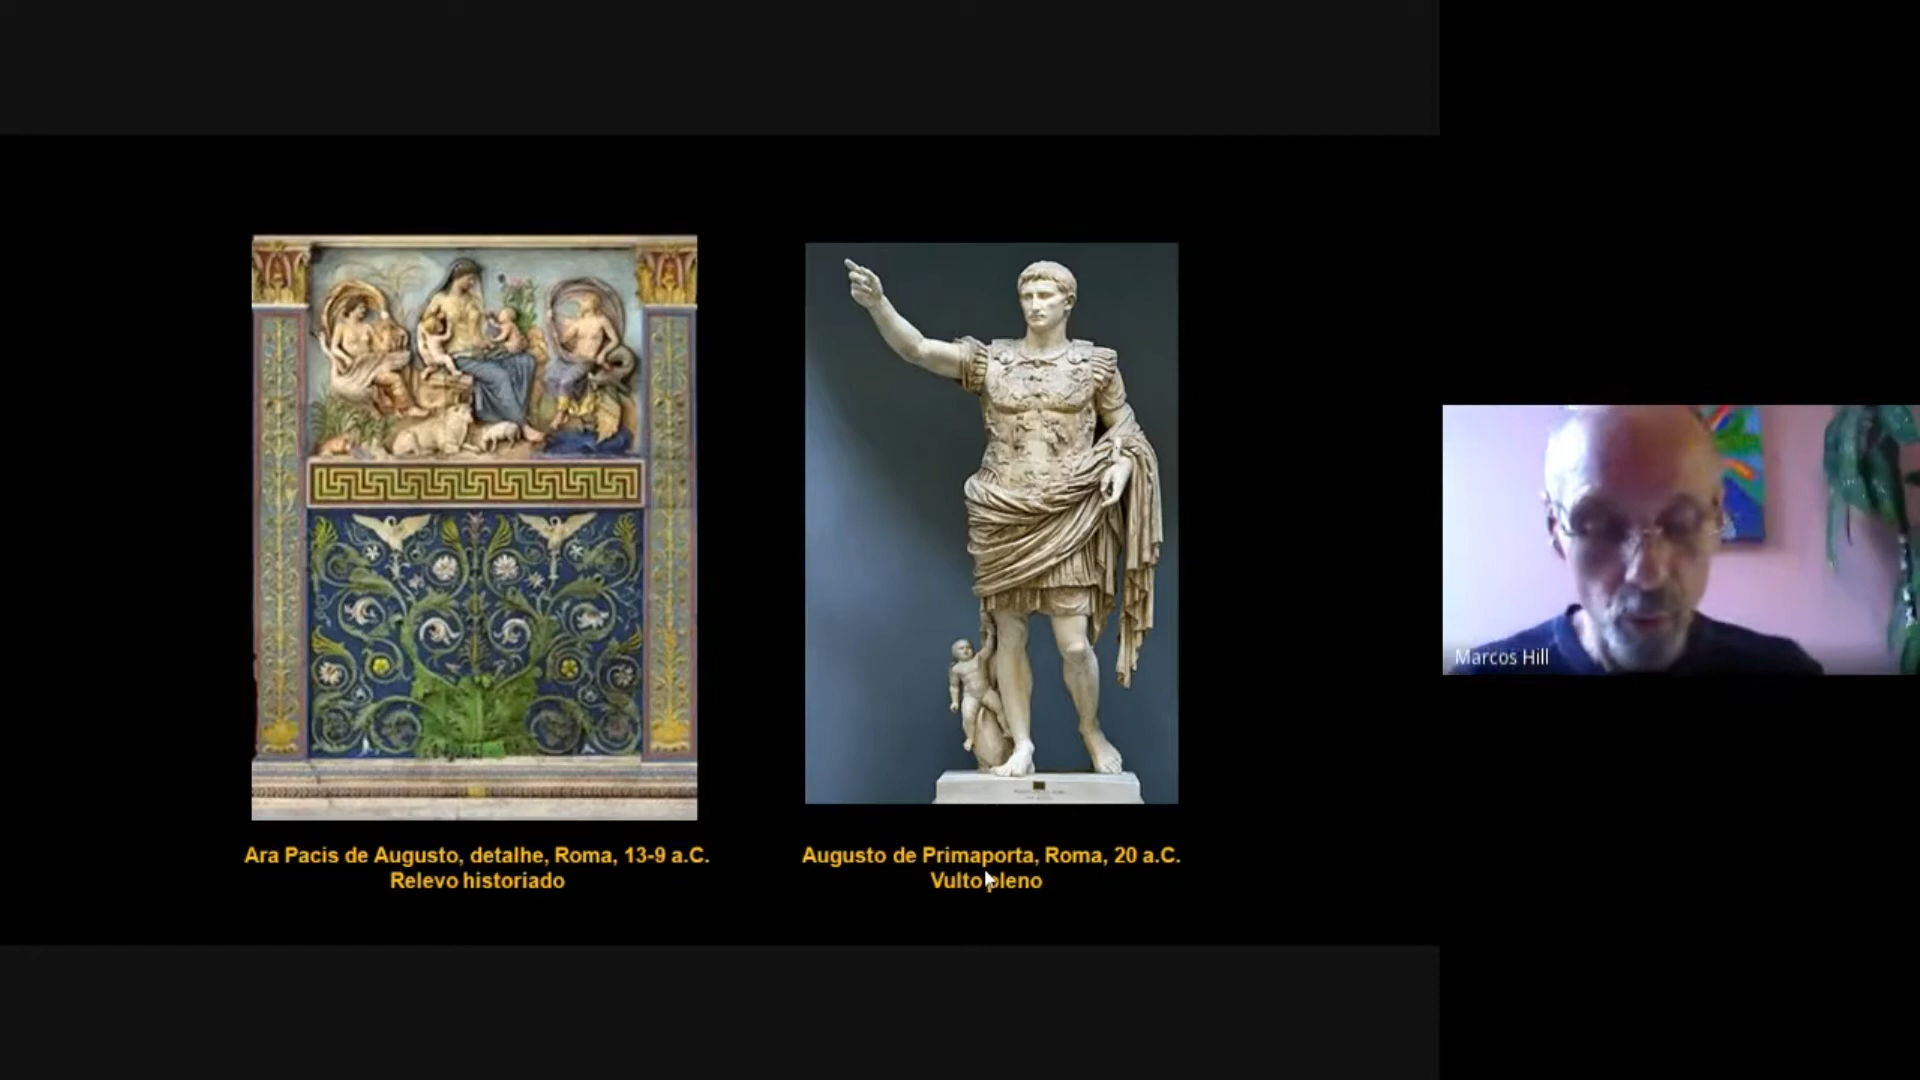 Ara Pacis de Augusto, detalhe, Roma, 13-9 a.C.
Relevo historiado
Augusto de Primaporta, Roma, 20 a.C.
Vulto pleno
Marcos Hill